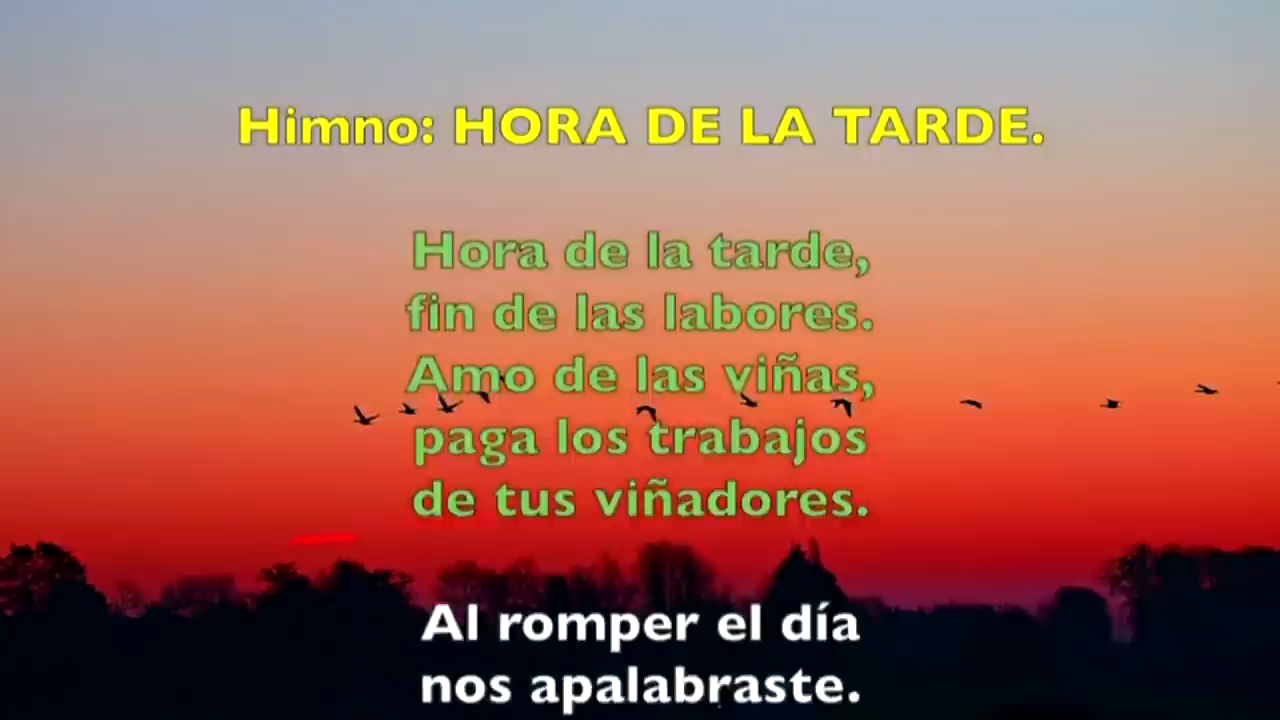 Himno: HORA DE LA TARDE.
Hora de la tarde,
fin de las labores.
Amo de las viñas,
paga los trabajos
de tus viñadores.
Al romper el día
nos apalabraste.